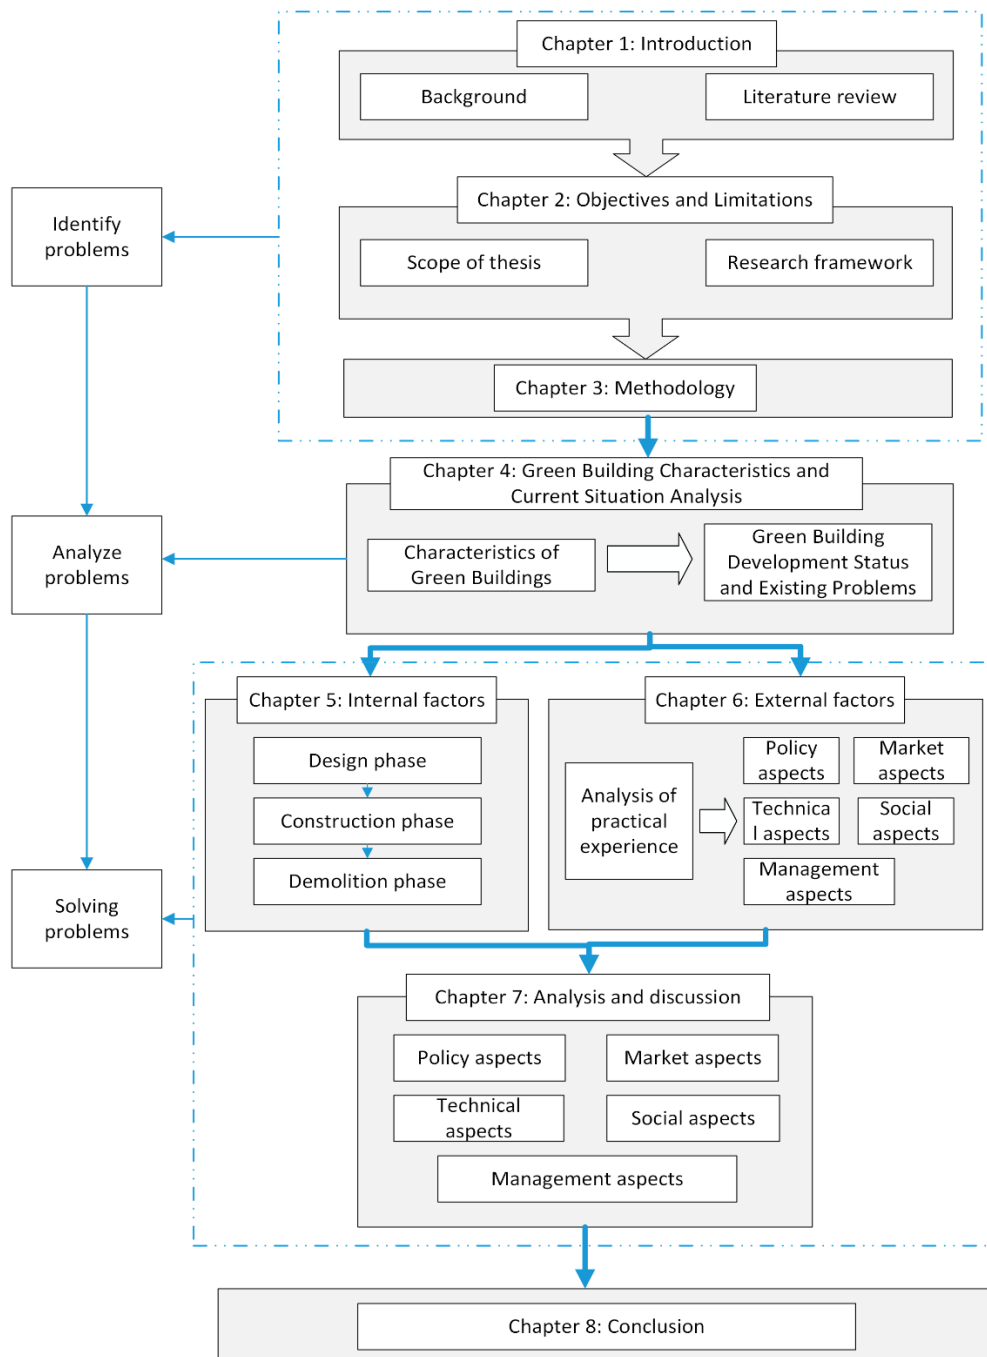 Chapter 1: Introduction
Background
Literature review
Chapter 2: Objectives and Limitations
Identify
problems
Scope of thesis
Research framework
Chapter 3: Methodology
Chapter 4: Green Building Characteristics and
Current Situation Analysis
Analyze
problems
Characteristics of
Green Buildings
Green Building
Development Status
and Existing Problems
Chapter 5: Internal factors
Design phase
Construction phase
Demolition phase
Chapter 6: External factors
Analysis of
practical
experience
Policy
aspects
Market
aspects
Technica
l aspects
Social
aspects
Management
aspects
Solving
problems
Chapter 7: Analysis and discussion
Policy aspects
Market aspects
Technical
aspects
Social aspects
Management aspects
Chapter 8: Conclusion